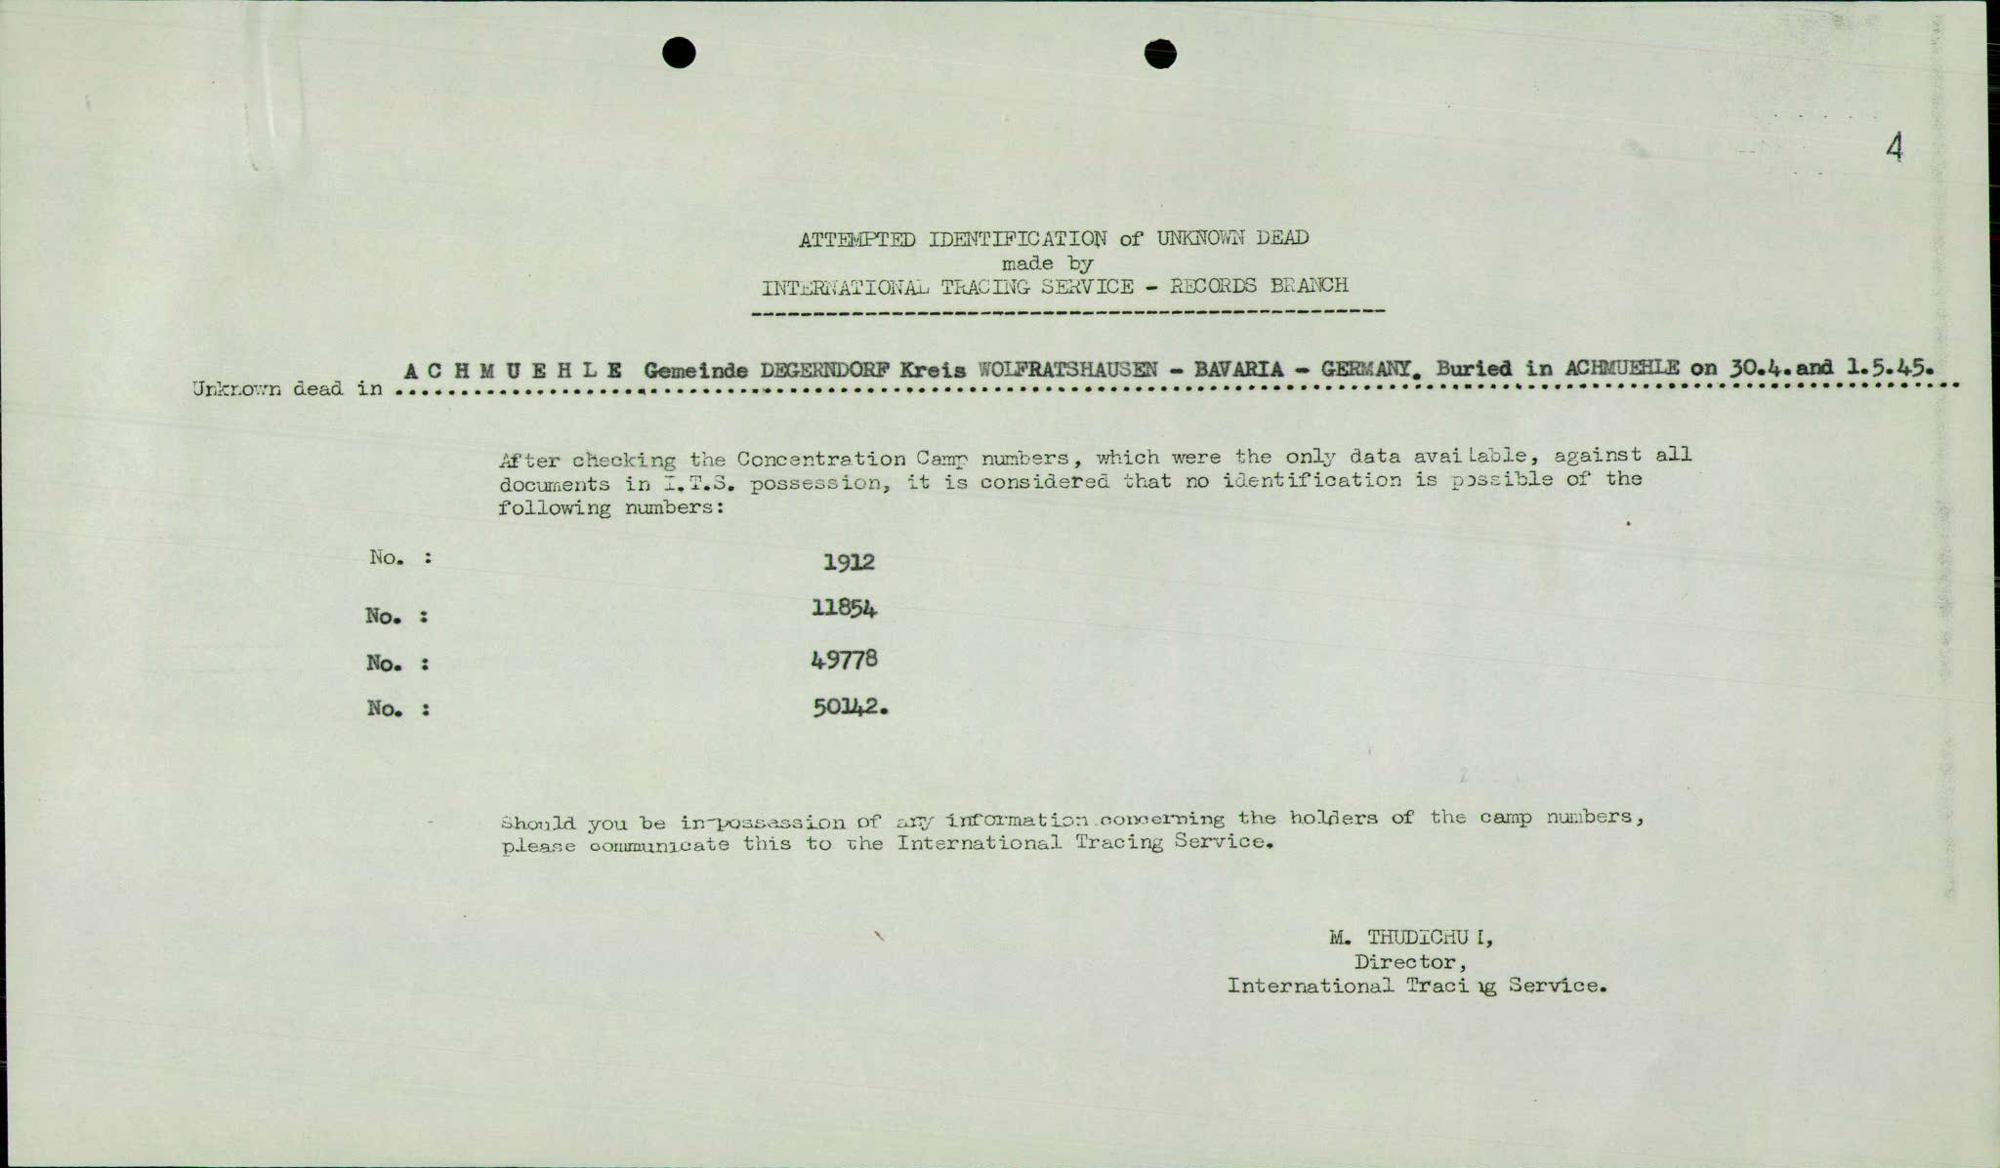 4
ATTEMPTED IDENTIFICATION of UNKNOWN DEAD
made by
INTERNATIONAL TRACING SERVICE - RECORDS BRANCH
Unknown dead in A C H M U E H L E Gemeinde DEGERNDORF Kreis WOLFRATSHAUSEN - BAVARIA - GERMANY. Buried in ACHMUEHLE on 30.4.and 1.5.45.
After checking the Concentration Camp numbers, which were the only data available, against all
documents in I.T.S. possession, it is considered that no identification is possible of the
following numbers:
No. : 1912
No. : 11854
No. : 49778
No. : 50142.
Should you be in possession of any information concerning the holders of the camp numbers,
please communicate this to the International Tracing Service.
M. THUDICHUM,
Director,
International Tracing Service.